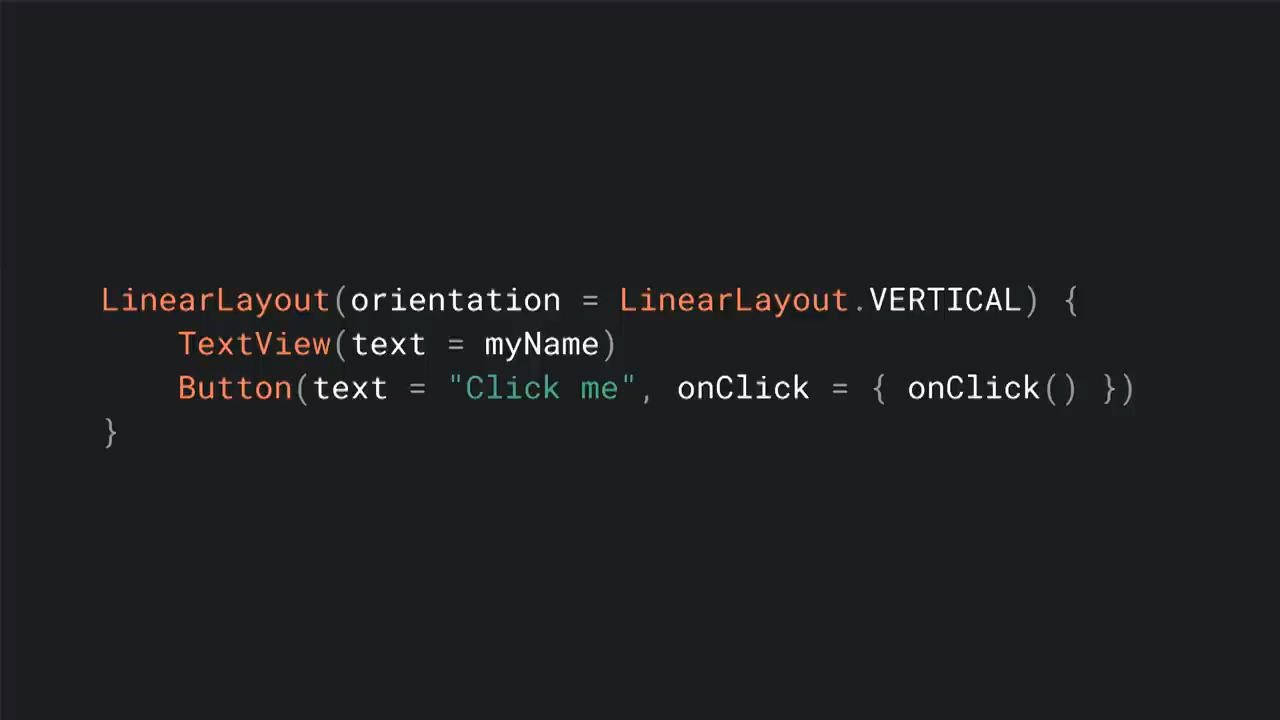 LinearLayout(orientation = LinearLayout.VERTICAL) {
    TextView(text = myName)
    Button(text = "Click me", onClick = { onClick() })
}